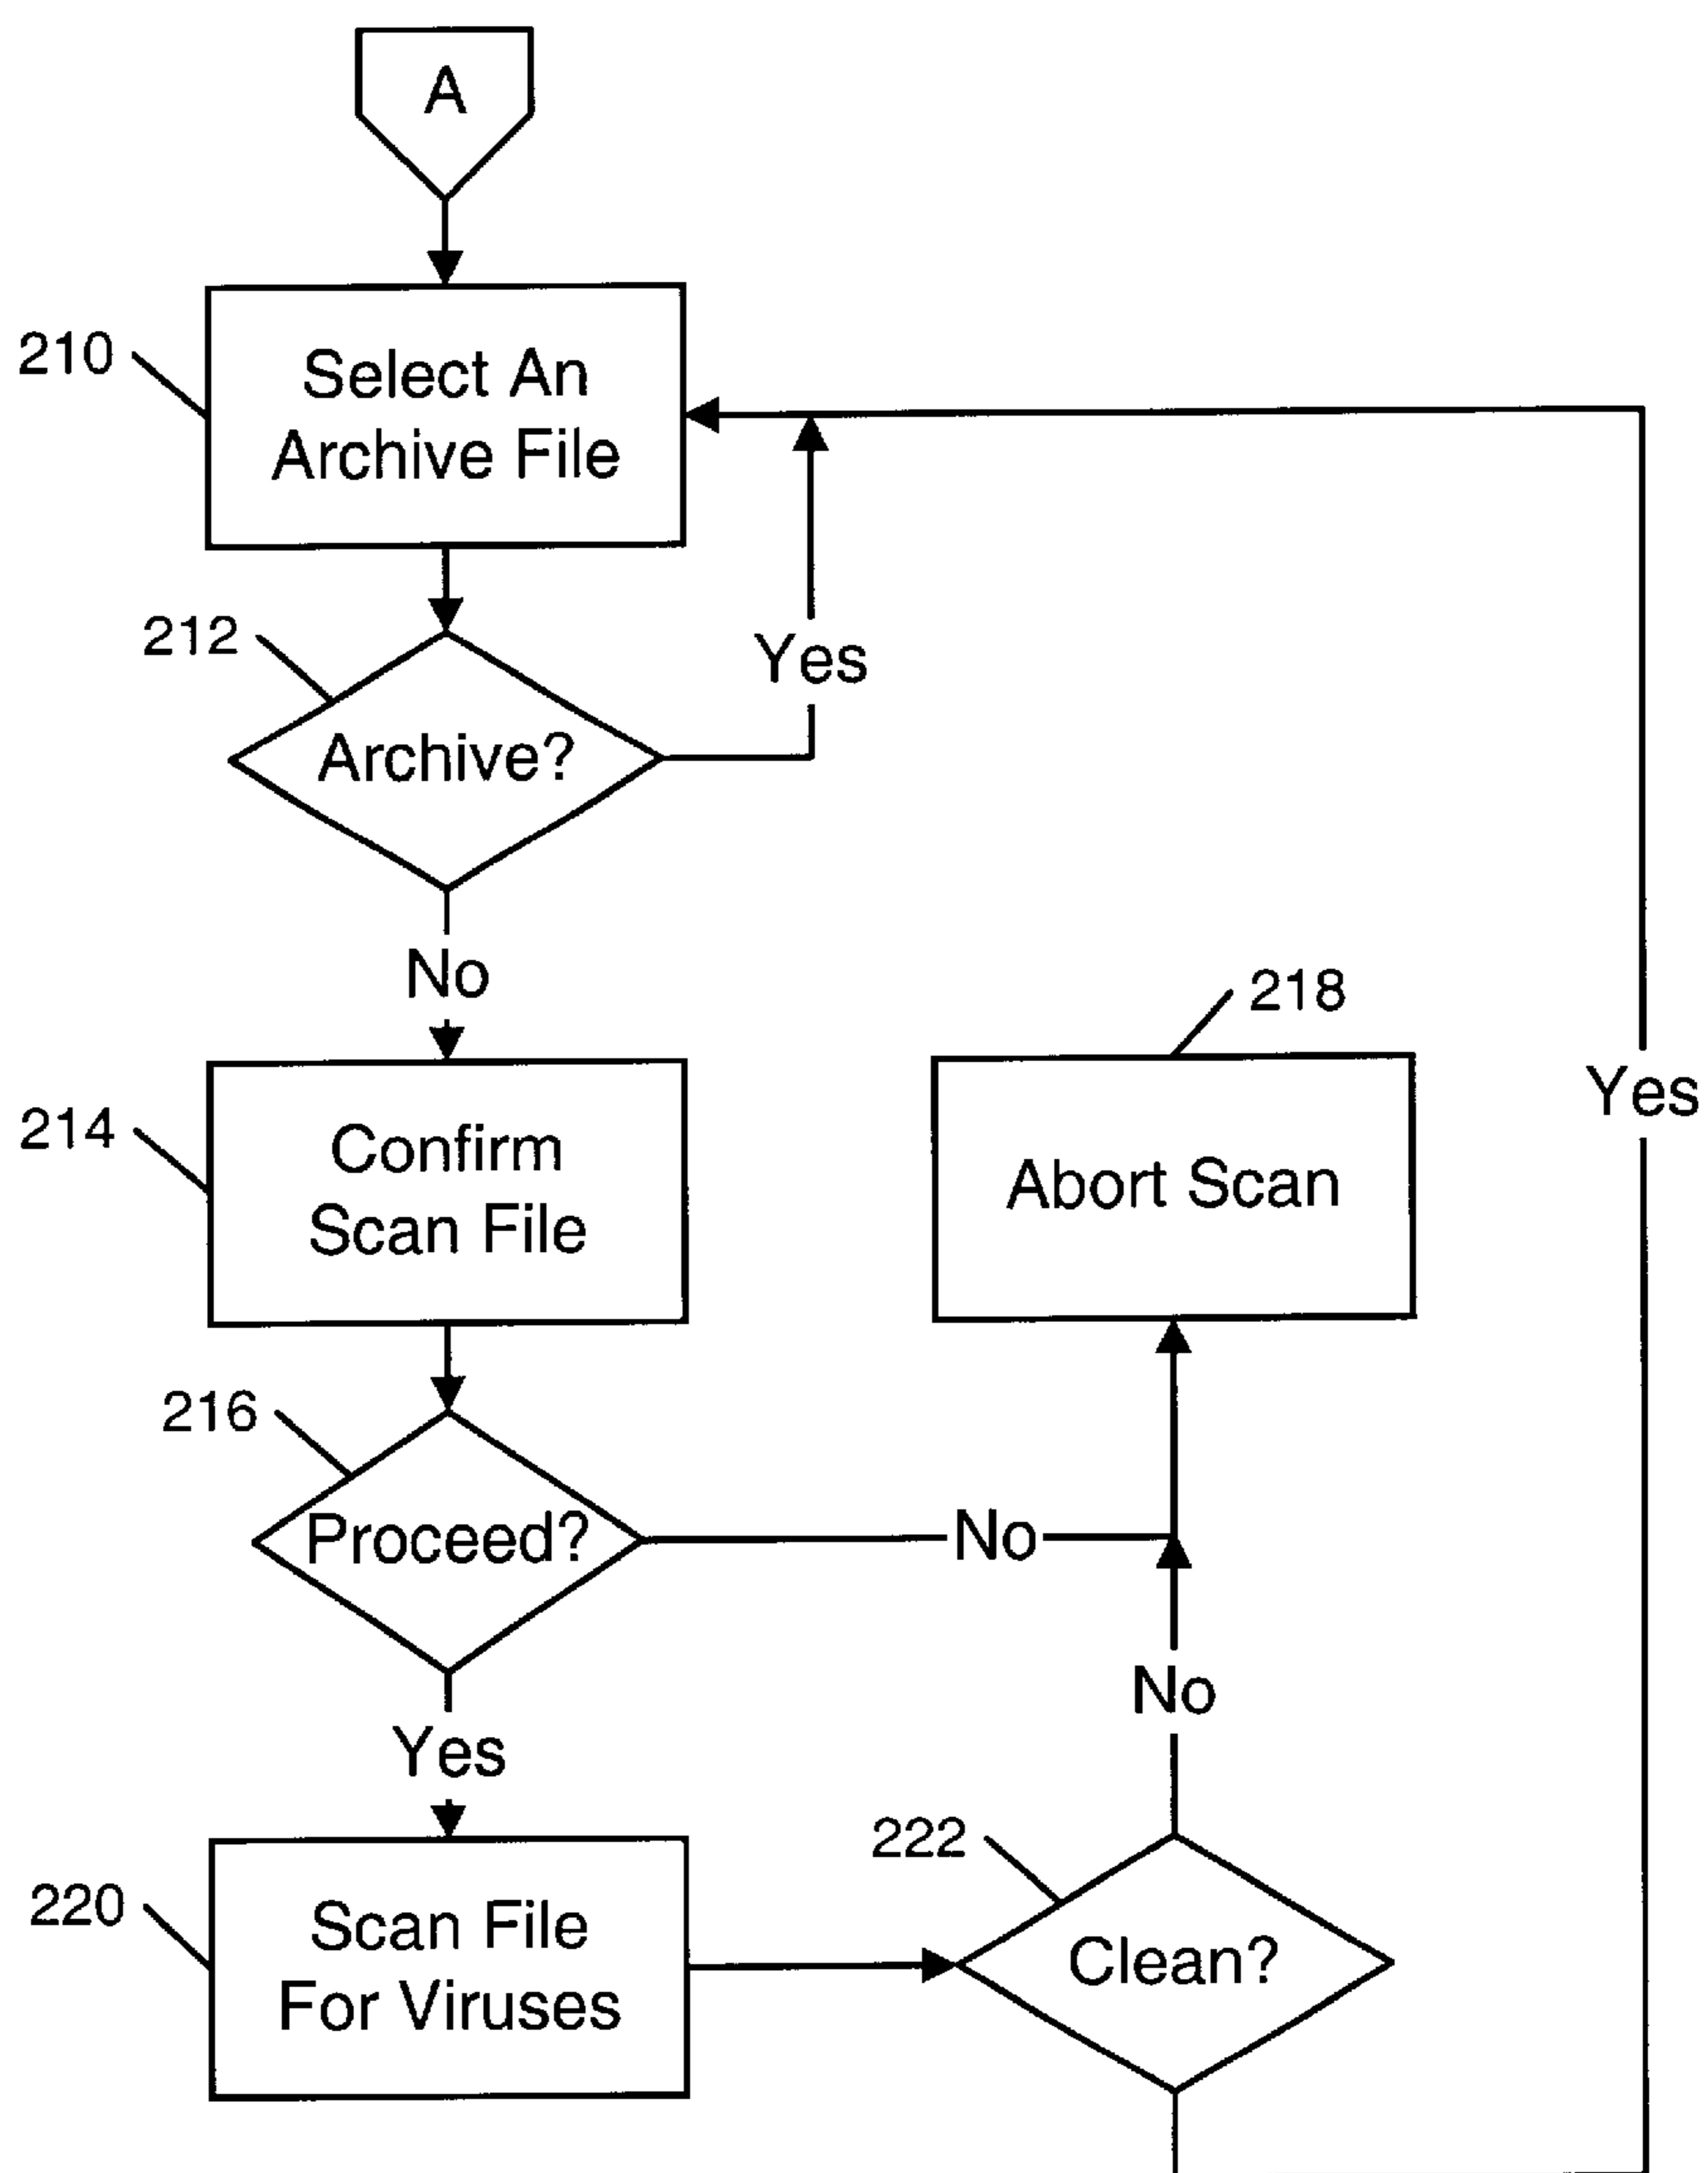 A
210
Select An
Archive File
212
Archive?
Yes
No
214
Confirm
Scan File
218
Abort Scan
Yes
216
Proceed?
No
Yes
No
220
Scan File
For Viruses
222
Clean?